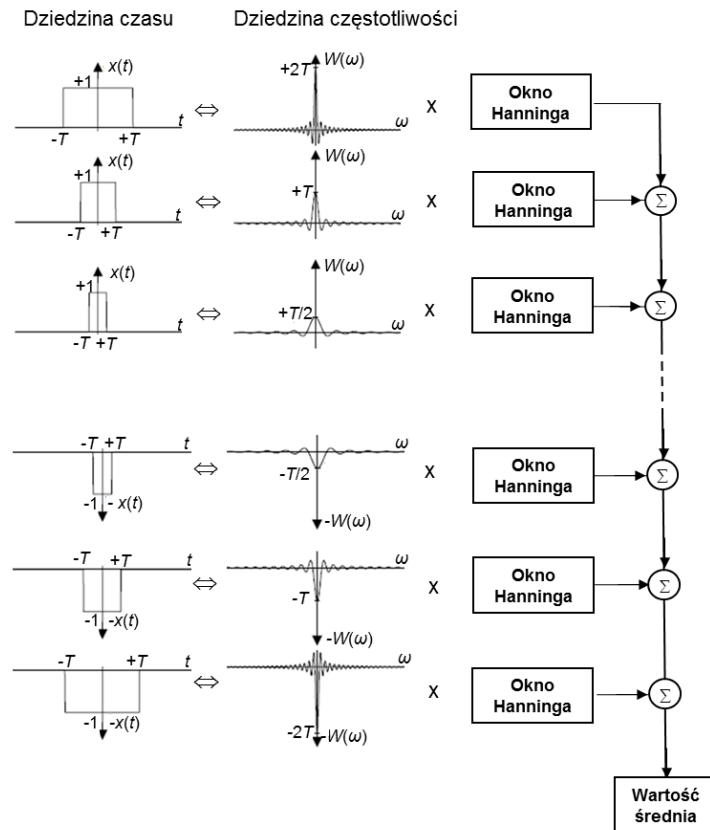 Dziedzina czasu Dziedzina częstotliwości
x(t) W(ω)
+1 +2T
t ω X Okno Hanninga
-T +T
x(t) W(ω)
+1 +T
t ω X Okno Hanninga Σ
-T +T
x(t) W(ω)
+1 +T/2
t ω X Okno Hanninga Σ
-T +T
-T +T t ω X Okno Hanninga Σ
-T/2
-1 -x(t) -W(ω)
-T +T t ω X Okno Hanninga Σ
-T
-1 -x(t) -W(ω)
-T +T t ω X Okno Hanninga Σ
-1 -x(t) -2T -W(ω)
Wartość
średnia